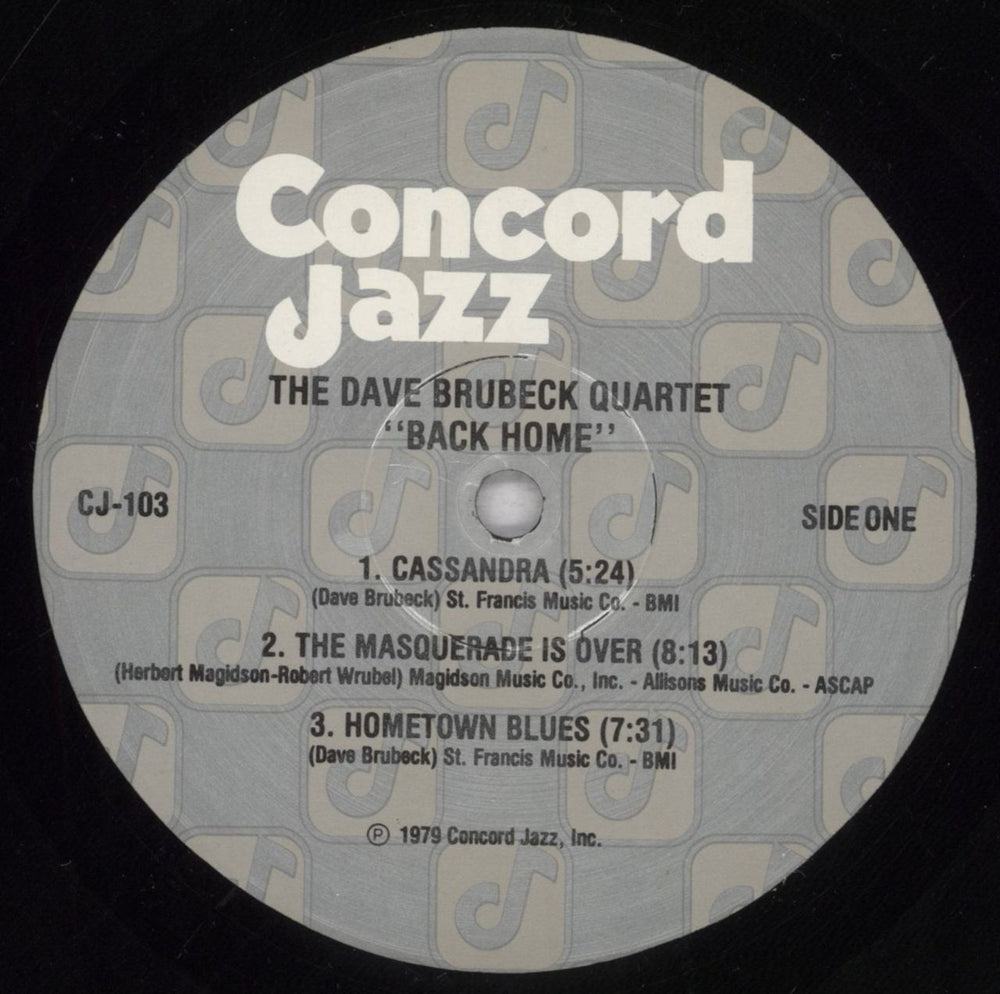 Concord
Jazz
THE DAVE BRUBECK QUARTET
“BACK HOME”
CJ-103
SIDE ONE
1. CASSANDRA (5:24)
(Dave Brubeck) St. Francis Music Co. - BMI
2. THE MASQUERADE IS OVER (8:13)
(Herbert Magidson-Robert Wrubel) Magidson Music Co., Inc. - Allisons Music Co. - ASCAP
3. HOMETOWN BLUES (7:31)
(Dave Brubeck) St. Francis Music Co. - BMI
Ⓟ 1979 Concord Jazz, Inc.